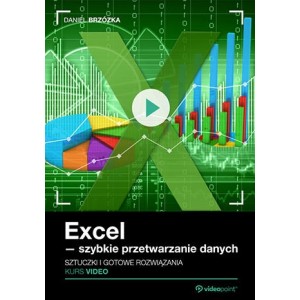 DANIEL BRZÓZKA
Excel
— szybkie przetwarzanie danych
SZTUCZKI I GOTOWE ROZWIĄZANIA
KURS VIDEO
videopoint